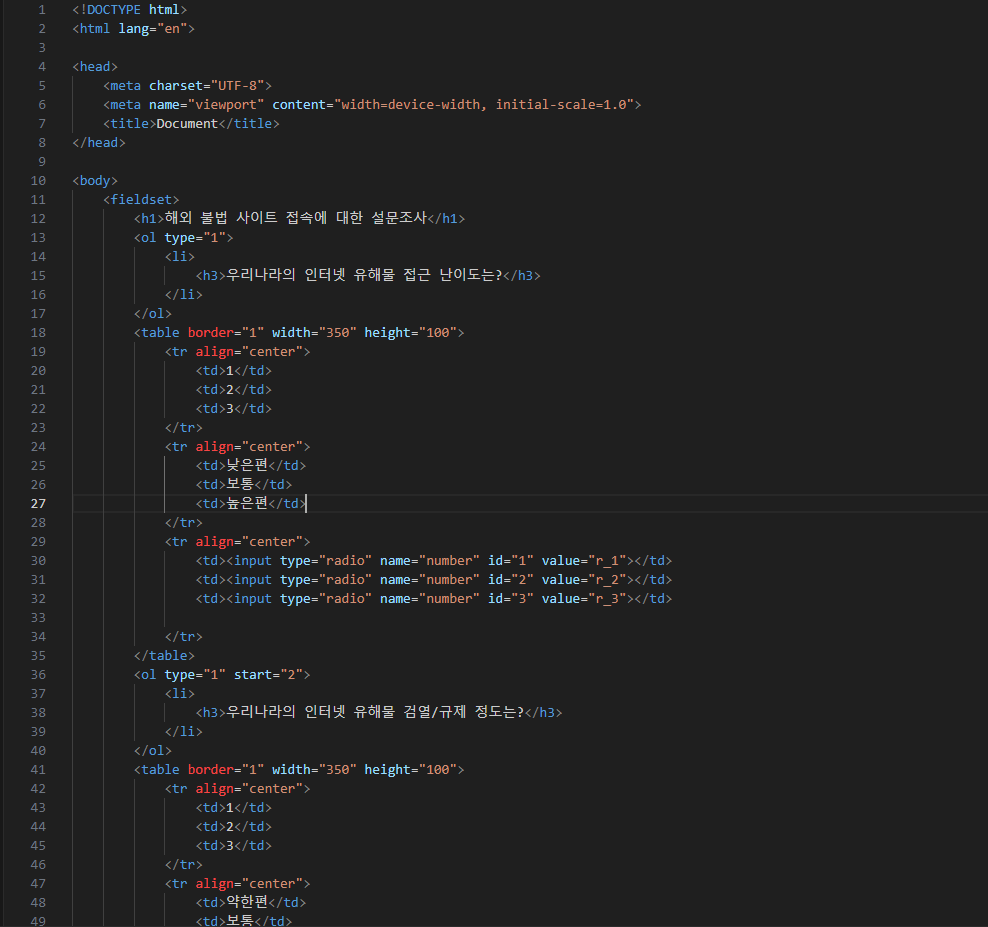 1 <!DOCTYPE html>
2 <html lang="en">
3
4 <head>
5     <meta charset="UTF-8">
6     <meta name="viewport" content="width=device-width, initial-scale=1.0">
7     <title>Document</title>
8 </head>
9
10 <body>
11     <fieldset>
12         <h1>해외 불법 사이트 접속에 대한 설문조사</h1>
13         <ol type="1">
14             <li>
15                 <h3>우리나라의 인터넷 유해물 접근 난이도는?</h3>
16             </li>
17         </ol>
18         <table border="1" width="350" height="100">
19             <tr align="center">
20                 <td>1</td>
21                 <td>2</td>
22                 <td>3</td>
23             </tr>
24             <tr align="center">
25                 <td>낮은편</td>
26                 <td>보통</td>
27                 <td>높은편</td>
28             </tr>
29             <tr align="center">
30                 <td><input type="radio" name="number" id="1" value="r_1"></td>
31                 <td><input type="radio" name="number" id="2" value="r_2"></td>
32                 <td><input type="radio" name="number" id="3" value="r_3"></td>
33
34             </tr>
35         </table>
36         <ol type="1" start="2">
37             <li>
38                 <h3>우리나라의 인터넷 유해물 검열/규제 정도는?</h3>
39             </li>
40         </ol>
41         <table border="1" width="350" height="100">
42             <tr align="center">
43                 <td>1</td>
44                 <td>2</td>
45                 <td>3</td>
46             </tr>
47             <tr align="center">
48                 <td>약한편</td>
49                 <td>보통</td>